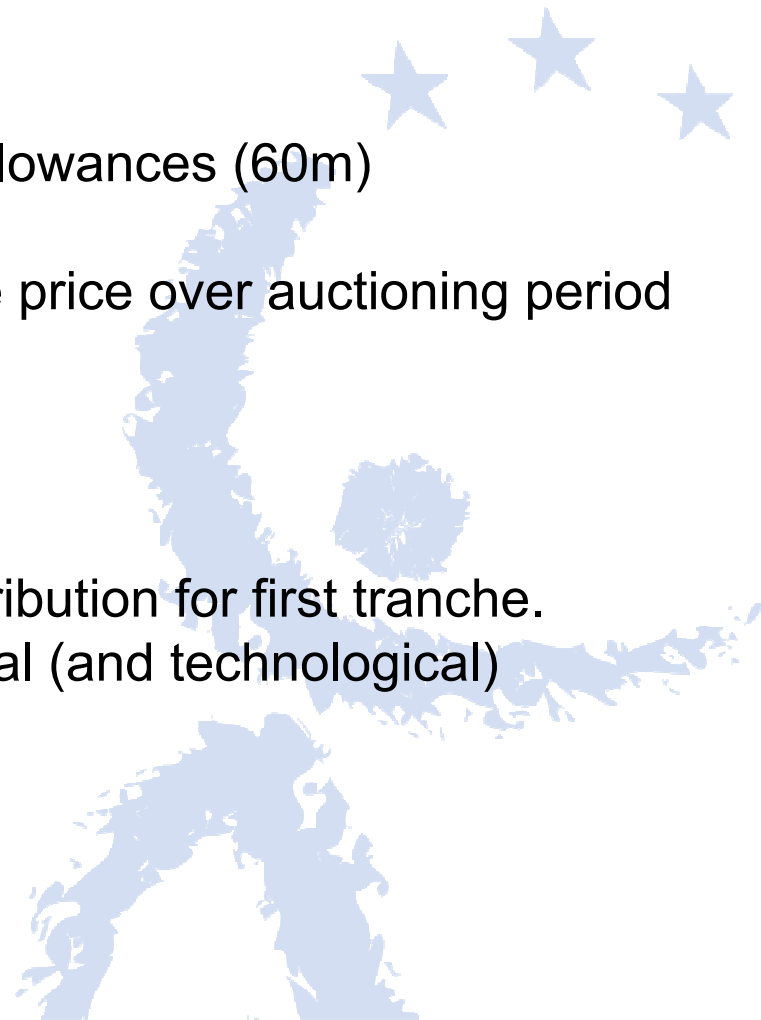 lowances (60m)
e price over auctioning period
ribution for first tranche.
al (and technological)